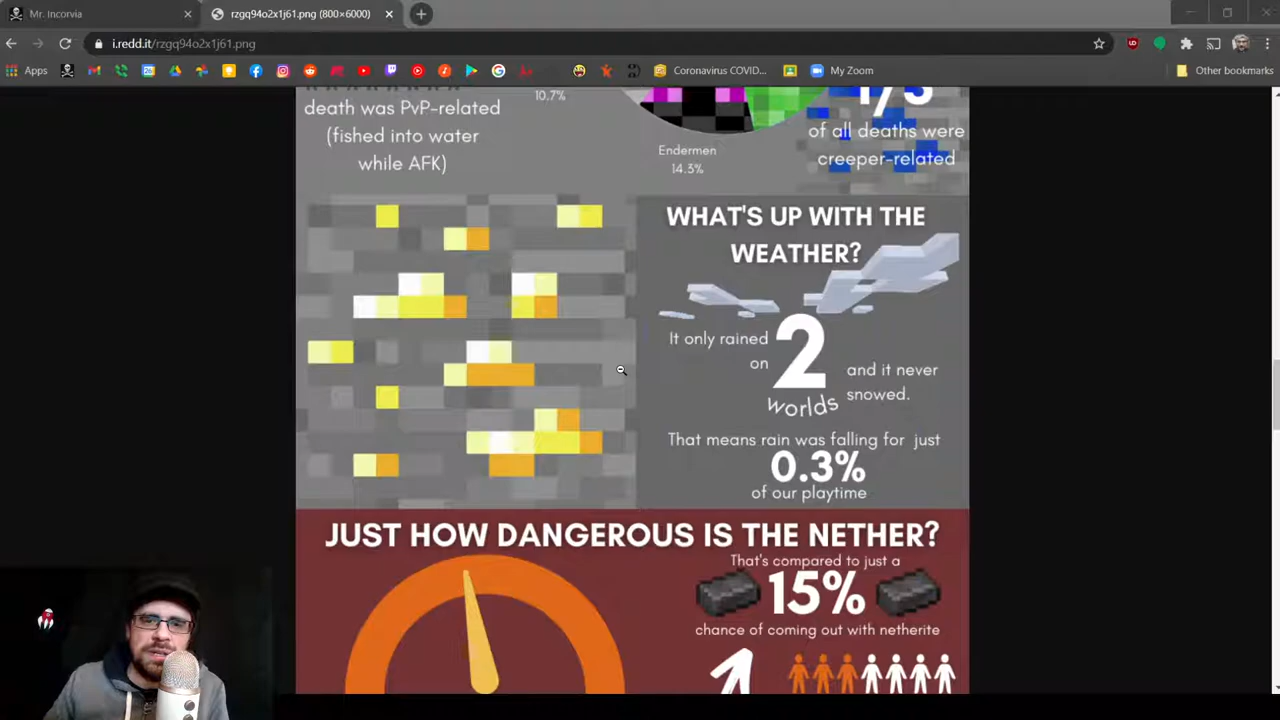 Mr. Incorvia
rzgq94o2x1j61.png (800×6000)
i.redd.it/rzgq94o2x1j61.png
Apps
Coronavirus COVID...
My Zoom
Other bookmarks
death was PvP-related
(fished into water
while AFK)
10.7%
Endermen
14.3%
1/3
of all deaths were
creeper-related
WHAT'S UP WITH THE
WEATHER?
It only rained
on
2
worlds
and it never
snowed.
That means rain was falling for just
0.3%
of our playtime
JUST HOW DANGEROUS IS THE NETHER?
That's compared to just a
15%
chance of coming out with netherite